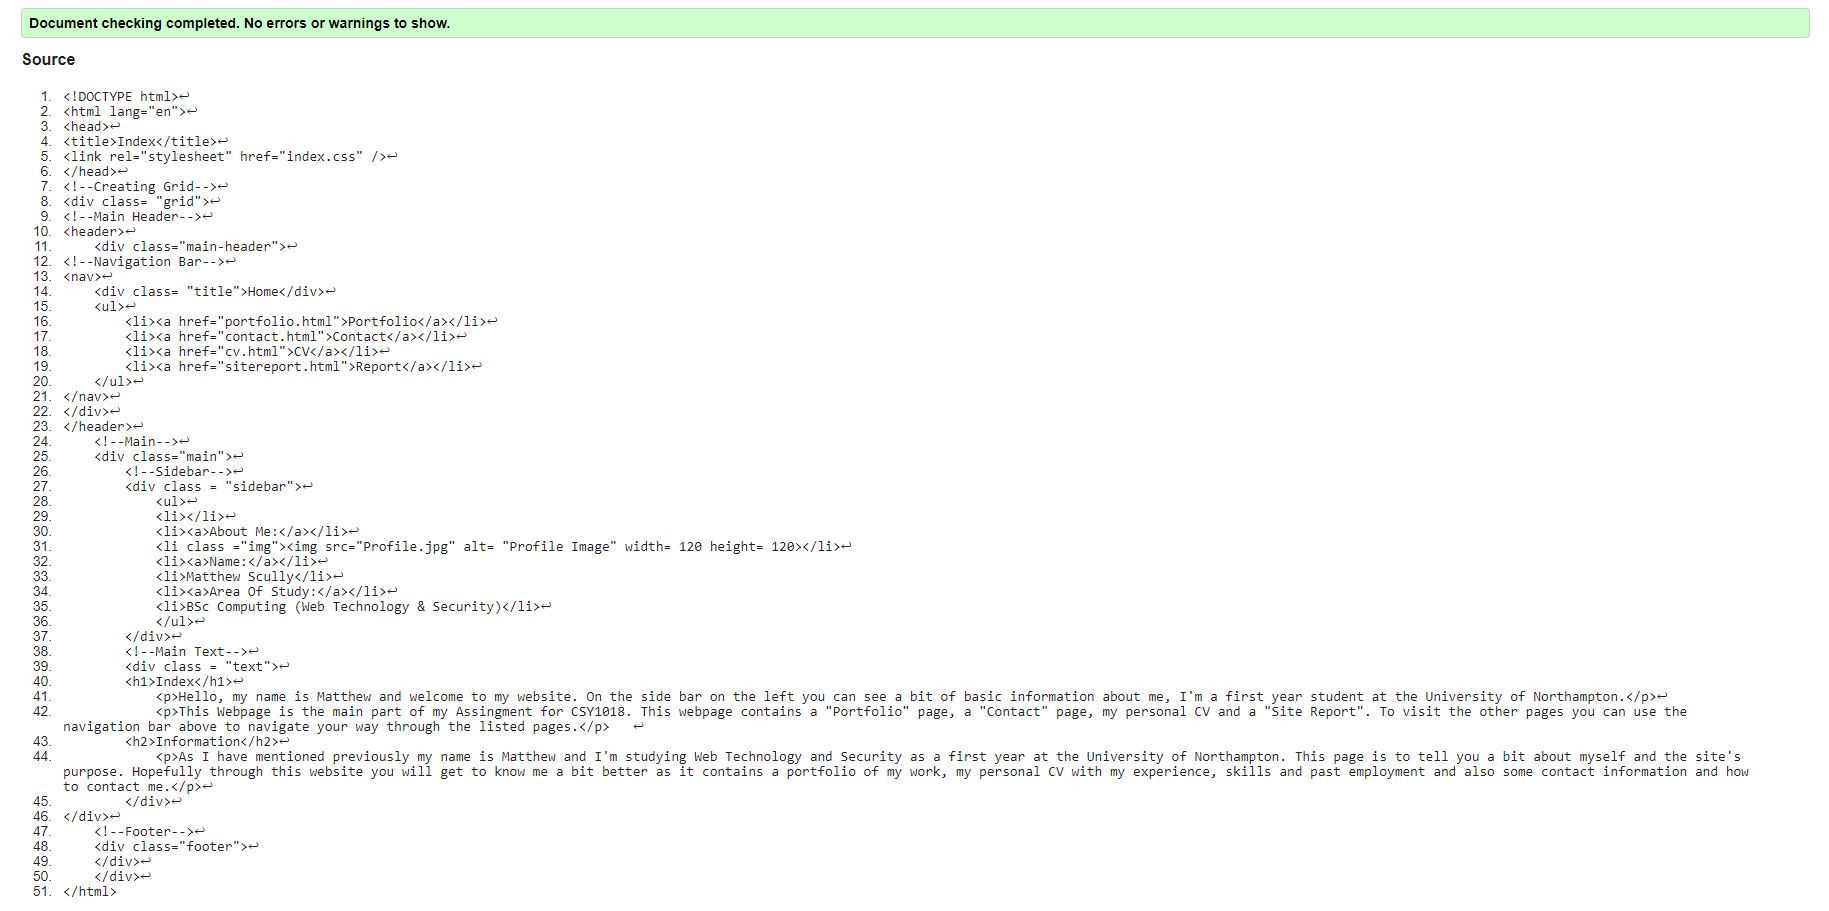 Document checking completed. No errors or warnings to show.
Source
1. <!DOCTYPE html>↩
2. <html lang="en">↩
3. <head>↩
4. <title>Index</title>↩
5. <link rel="stylesheet" href="index.css" />↩
6. </head>↩
7. <!--Creating Grid-->↩
8. <div class= "grid">↩
9. <!--Main Header-->↩
10. <header>↩
11.     <div class="main-header">↩
12. <!--Navigation Bar-->↩
13. <nav>↩
14.     <div class= "title">Home</div>↩
15.     <ul>↩
16.         <li><a href="portfolio.html">Portfolio</a></li>↩
17.         <li><a href="contact.html">Contact</a></li>↩
18.         <li><a href="cv.html">CV</a></li>↩
19.         <li><a href="sitereport.html">Report</a></li>↩
20.     </ul>↩
21. </nav>↩
22. </div>↩
23. </header>↩
24.     <!--Main-->↩
25.     <div class="main">↩
26.         <!--Sidebar-->↩
27.         <div class = "sidebar">↩
28.             <ul>↩
29.             <li></li>↩
30.             <li><a>About Me:</a></li>↩
31.             <li class ="img"><img src="Profile.jpg" alt= "Profile Image" width= 120 height= 120></li>↩
32.             <li><a>Name:</a></li>↩
33.             <li>Matthew Scully</li>↩
34.             <li><a>Area Of Study:</a></li>↩
35.             <li>BSc Computing (Web Technology & Security)</li>↩
36.             </ul>↩
37.         </div>↩
38.         <!--Main Text-->↩
39.         <div class = "text">↩
40.         <h1>Index</h1>↩
41.             <p>Hello, my name is Matthew and welcome to my website. On the side bar on the left you can see a bit of basic information about me, I'm a first year student at the University of Northampton.</p>↩
42.             <p>This Webpage is the main part of my Assingment for CSY1018. This webpage contains a "Portfolio" page, a "Contact" page, my personal CV and a "Site Report". To visit the other pages you can use the
navigation bar above to navigate your way through the listed pages.</p>   ↩
43.         <h2>Information</h2>↩
44.             <p>As I have mentioned previously my name is Matthew and I'm studying Web Technology and Security as a first year at the University of Northampton. This page is to tell you a bit about myself and the site's
purpose. Hopefully through this website you will get to know me a bit better as it contains a portfolio of my work, my personal CV with my experience, skills and past employment and also some contact information and how
to contact me.</p>↩
45.         </div>↩
46. </div>↩
47.     <!--Footer-->↩
48.     <div class="footer">↩
49.     </div>↩
50.     </div>↩
51. </html>